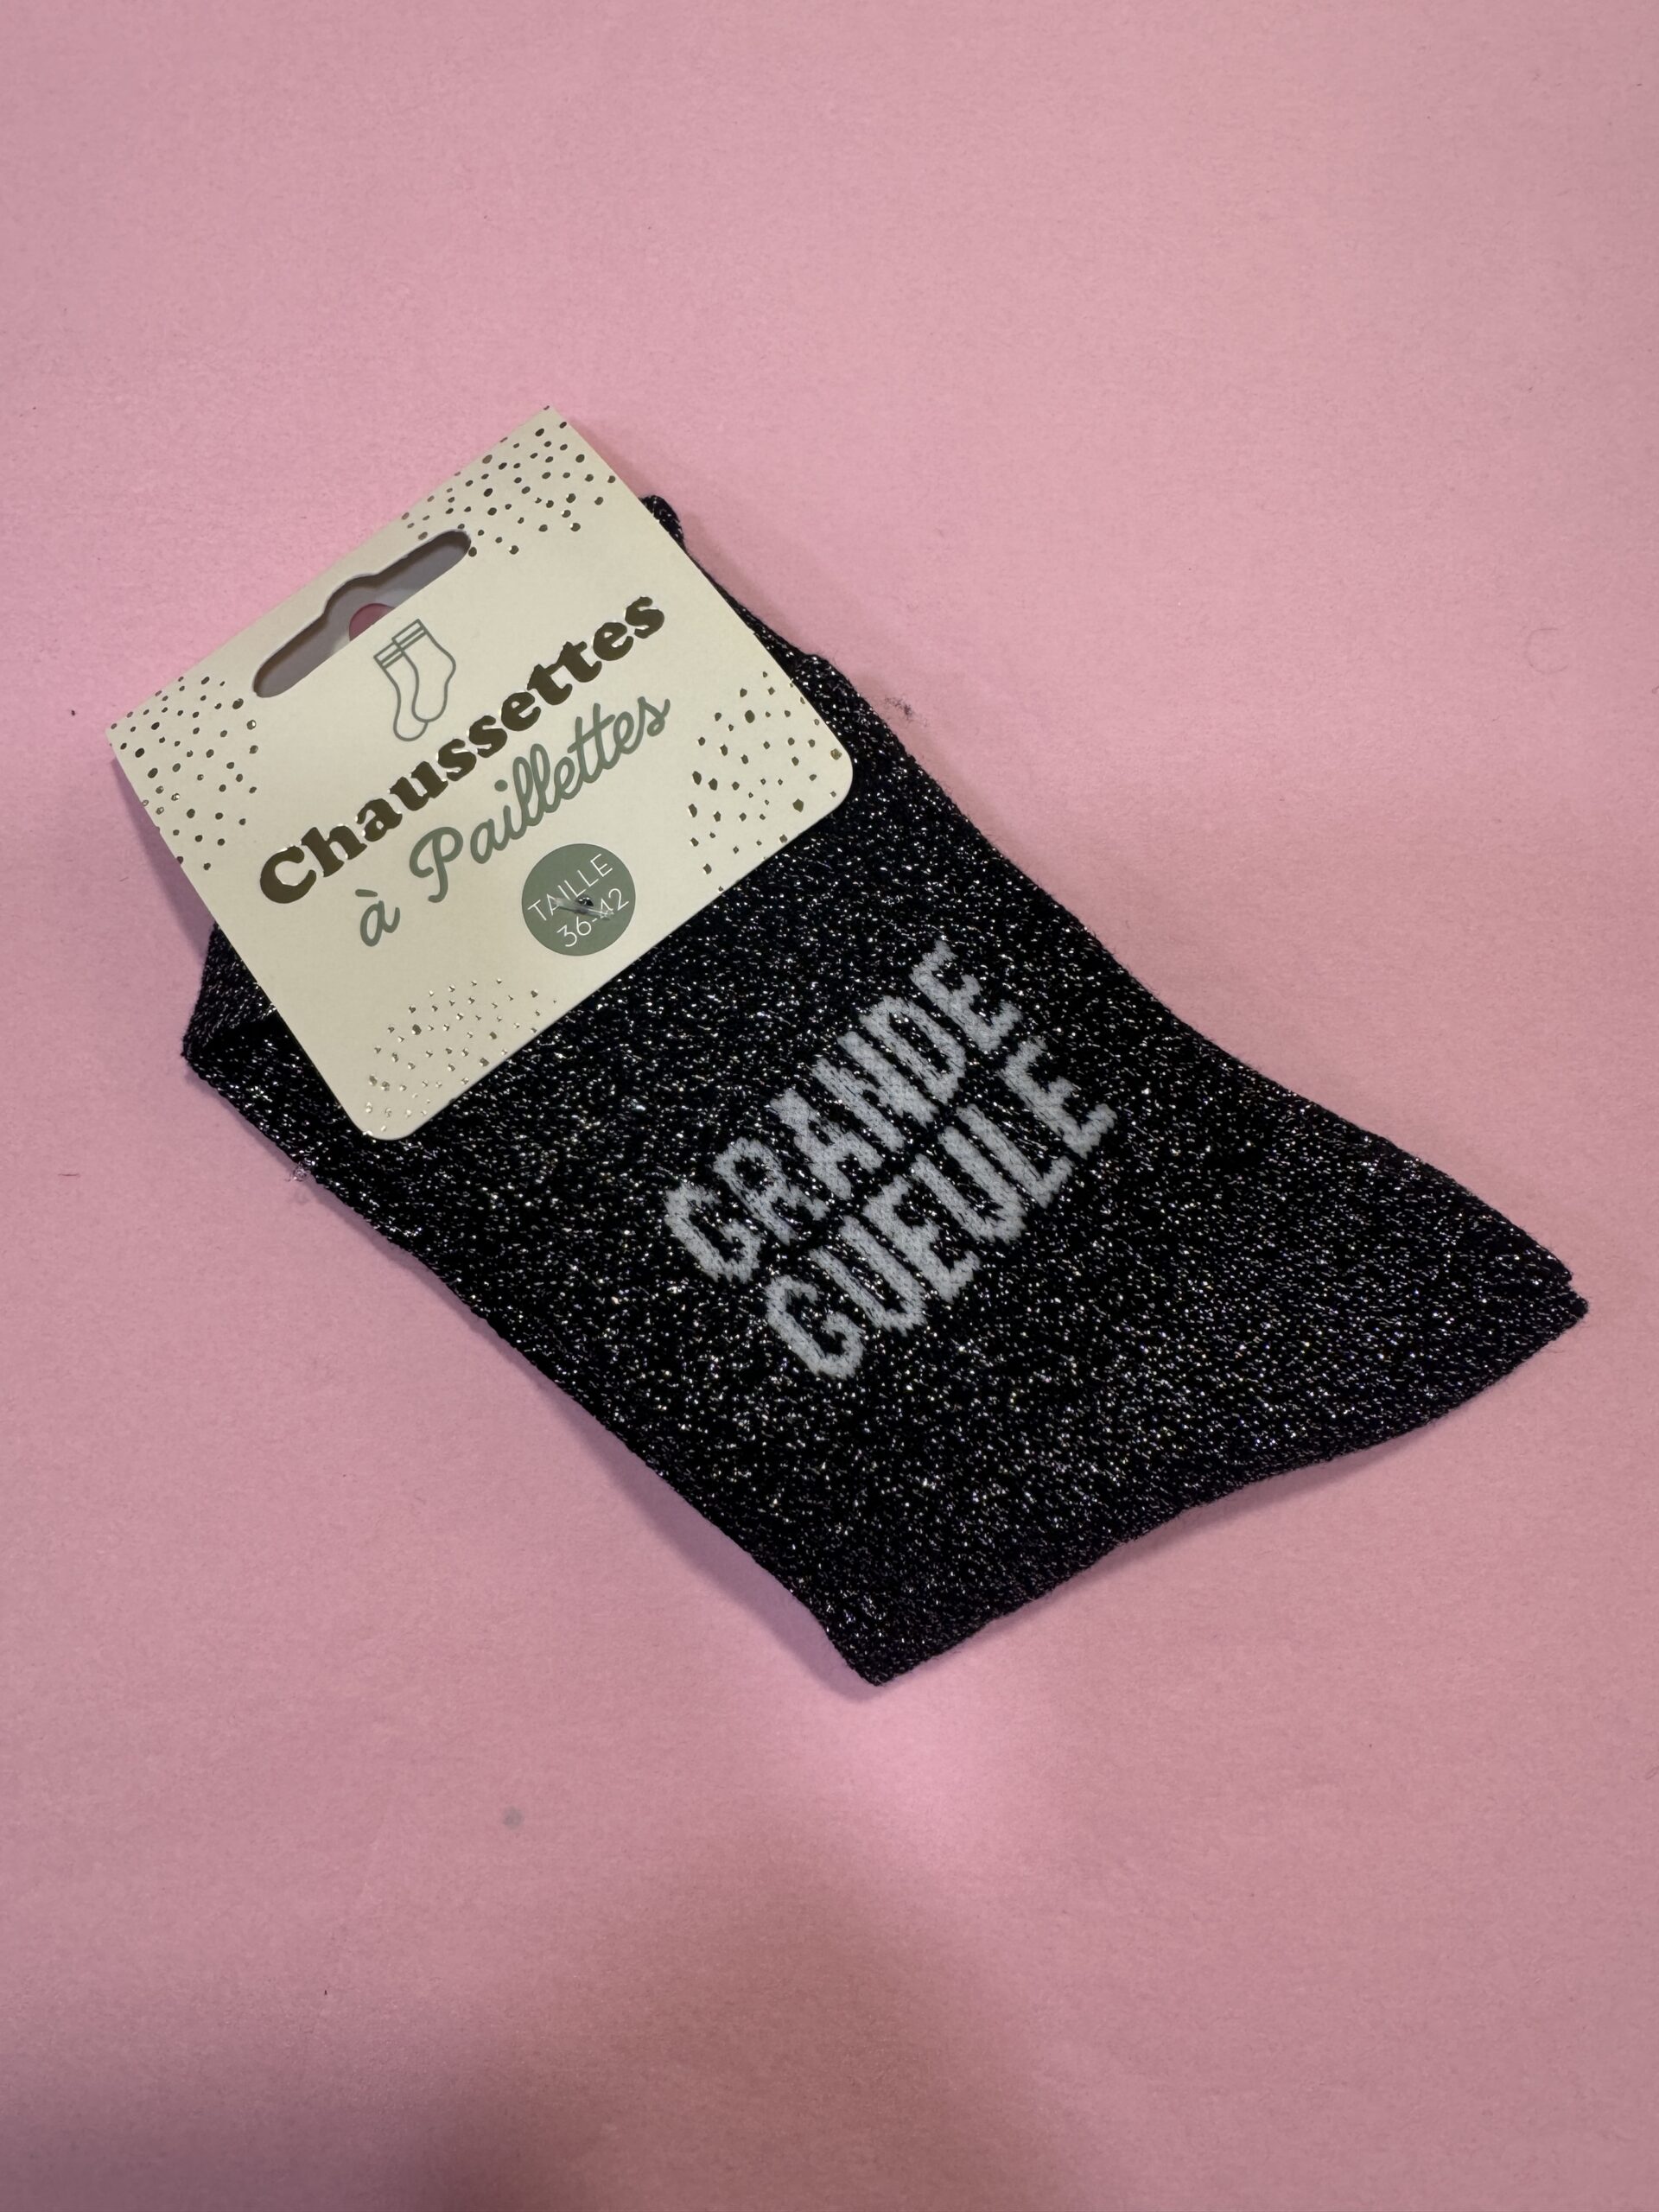 Chaussettes
à Paillettes
TAILLE
36-42
GRANDE
GUEULE